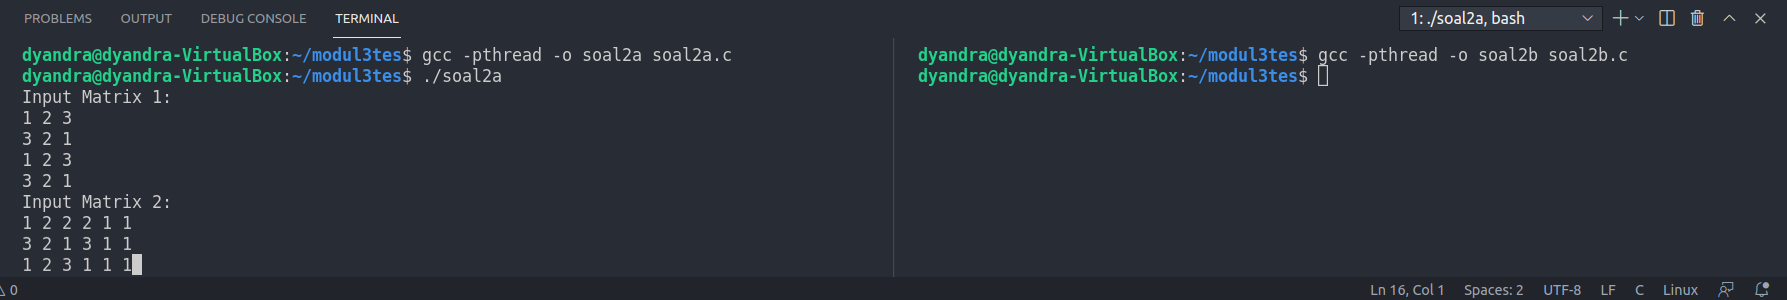 PROBLEMS OUTPUT DEBUG CONSOLE TERMINAL 1: ./soal2a, bash
dyandra@dyandra-VirtualBox:~/modul3tes$ gcc -pthread -o soal2a soal2a.c
dyandra@dyandra-VirtualBox:~/modul3tes$ ./soal2a
Input Matrix 1:
1 2 3
3 2 1
1 2 3
3 2 1
Input Matrix 2:
1 2 2 2 1 1
3 2 1 3 1 1
1 2 3 1 1 1
dyandra@dyandra-VirtualBox:~/modul3tes$ gcc -pthread -o soal2b soal2b.c
dyandra@dyandra-VirtualBox:~/modul3tes$
0 Ln 16, Col 1 Spaces: 2 UTF-8 LF C Linux